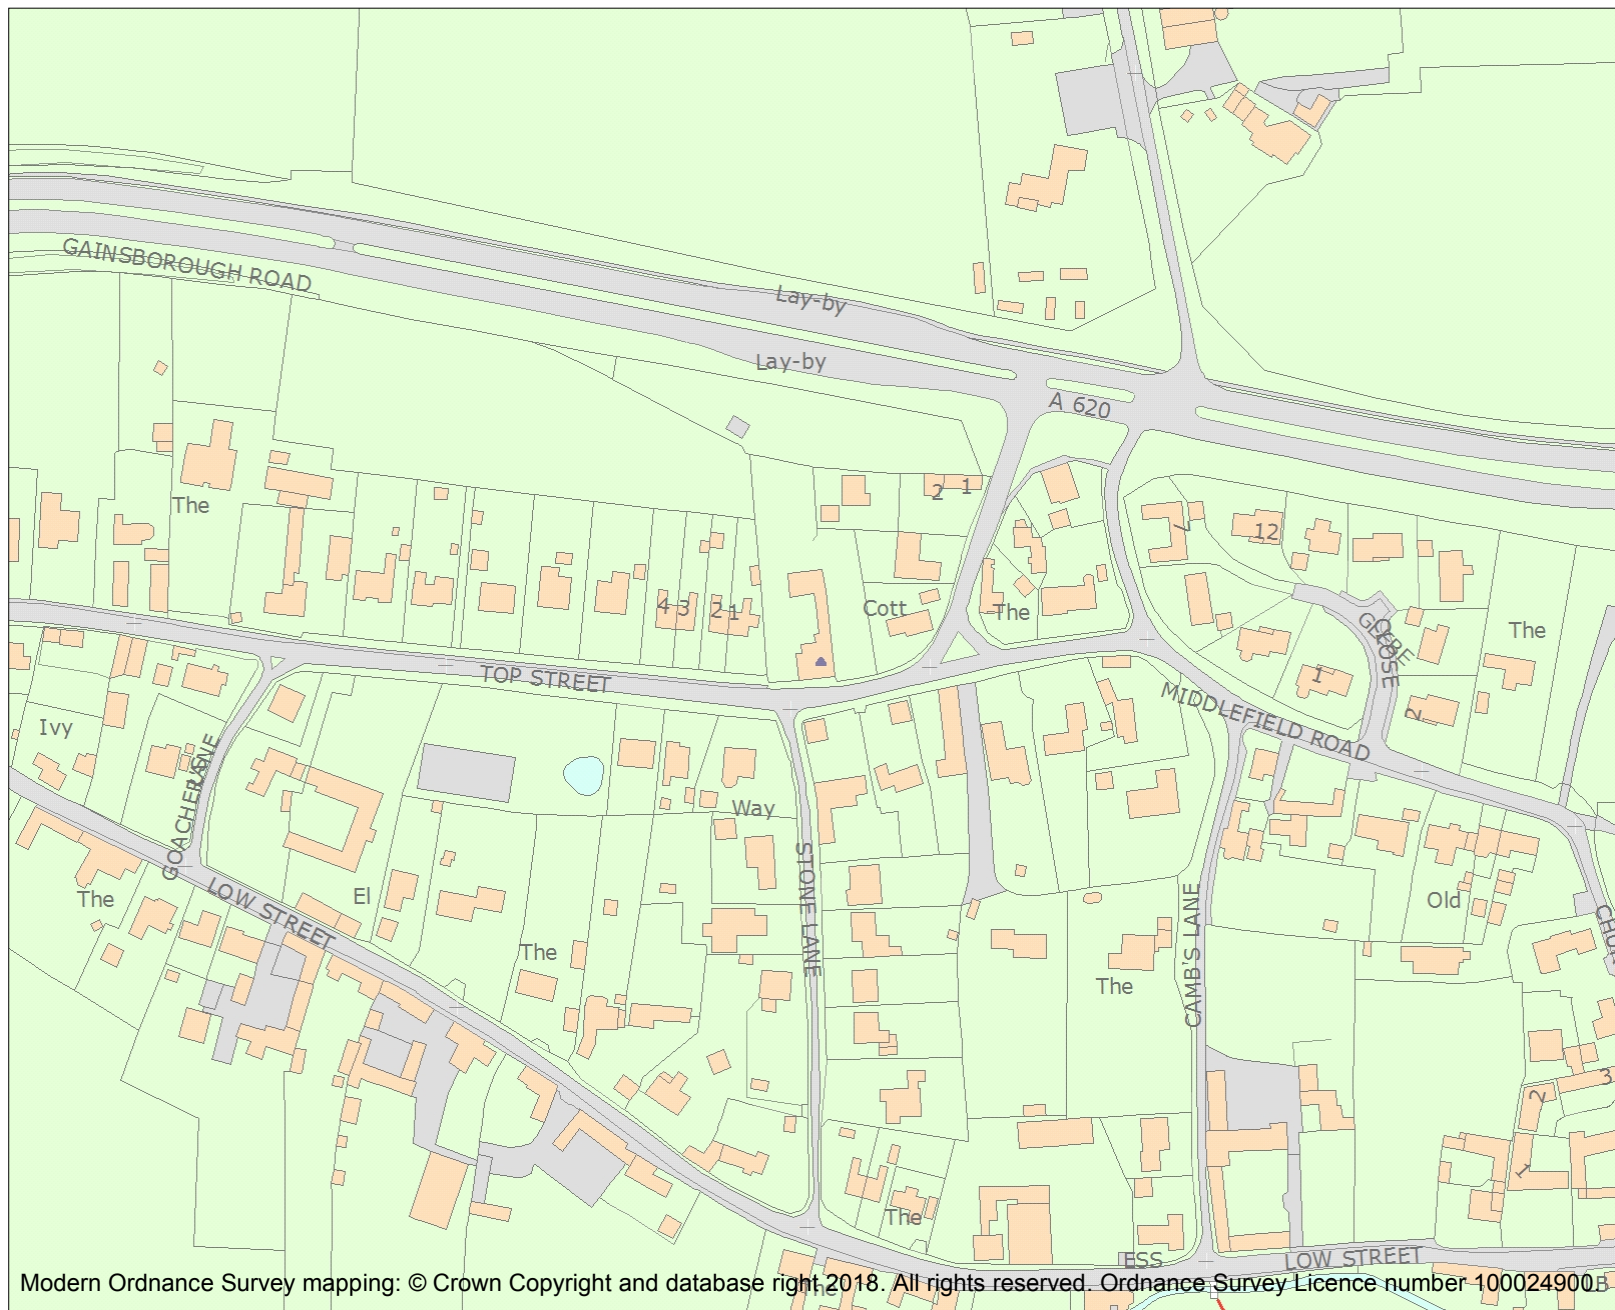 GAINSBOROUGH ROAD
Lay-by
Lay-by
A 620
The
2
1
7
12
4
3
2
1
Cott
The
The
GLEBE
CLOSE
1
2
TOP STREET
MIDDLEFIELD ROAD
Ivy
GOACHER'S
LANE
Way
The
El
LOW STREET
STONE LANE
The
CAMB'S LANE
The
Old
3
2
1
The
ESS
LOW STREET
The
Modern Ordnance Survey mapping: © Crown Copyright and database right 2018. All rights reserved. Ordnance Survey Licence number 100024900.